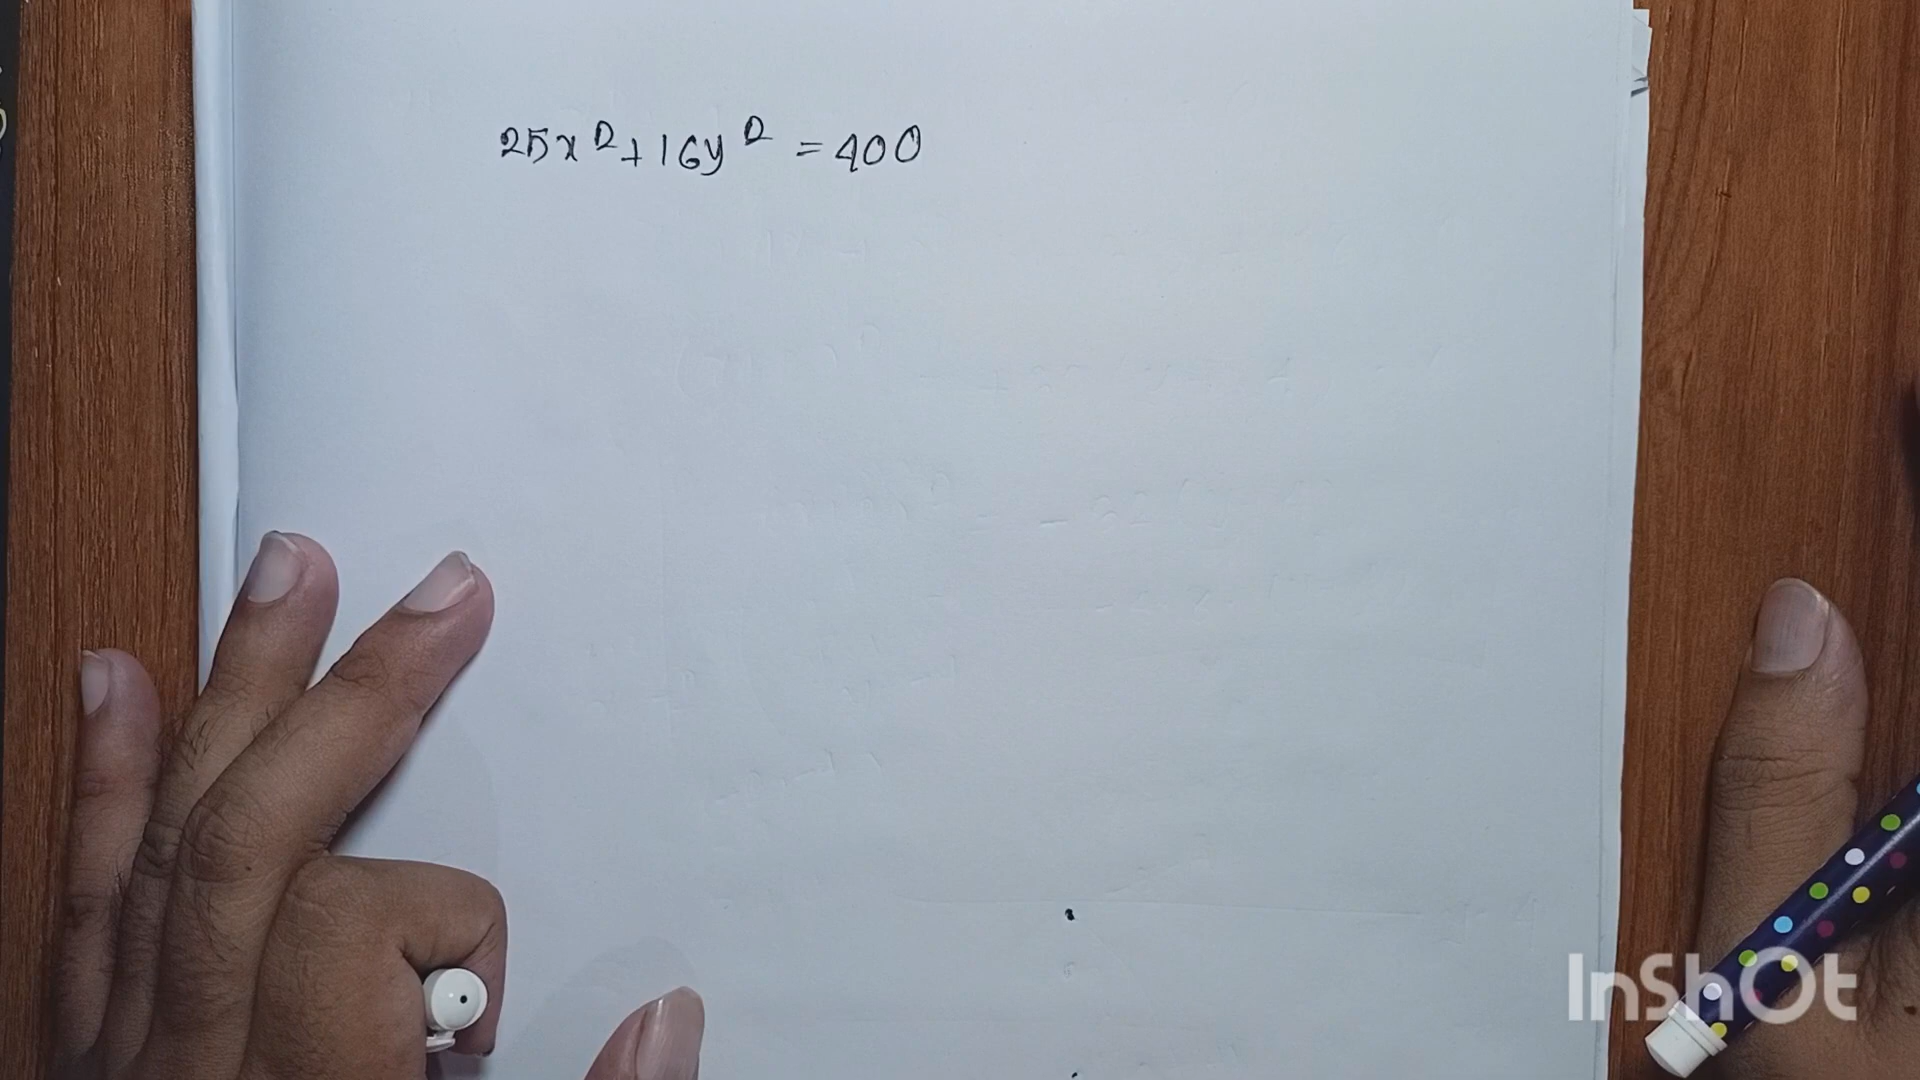 25x² + 16y² = 400
InShOt